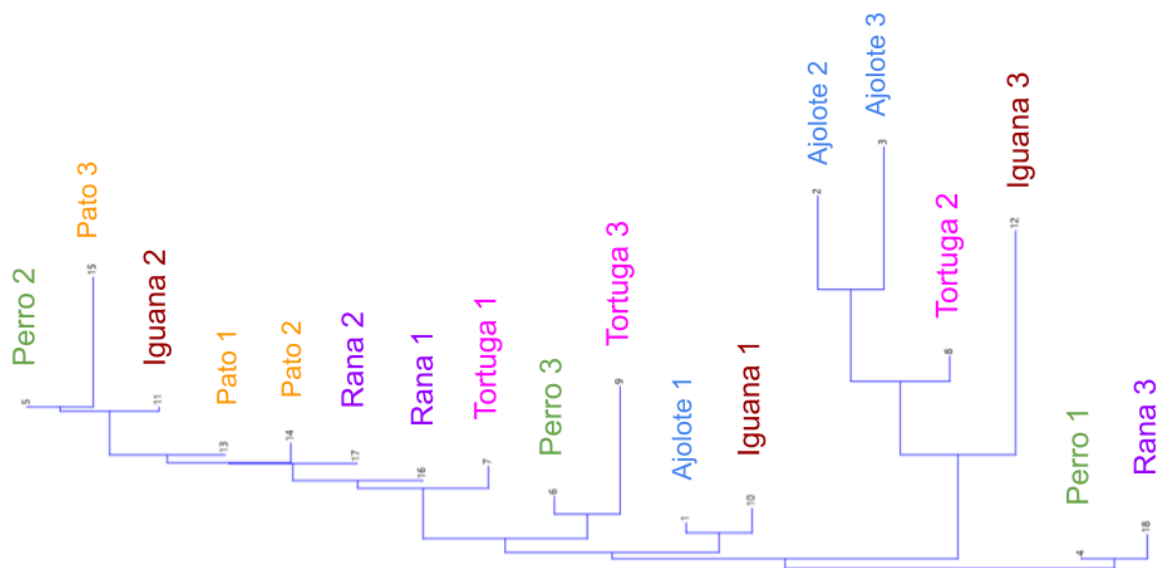 Perro 2
5
Pato 3
15
Iguana 2
11
Pato 1
13
Pato 2
14
Rana 2
17
Rana 1
16
Tortuga 1
7
Perro 3
6
Tortuga 3
9
Ajolote 1
1
Iguana 1
10
Ajolote 2
2
Ajolote 3
3
Tortuga 2
8
Iguana 3
12
Perro 1
4
Rana 3
18